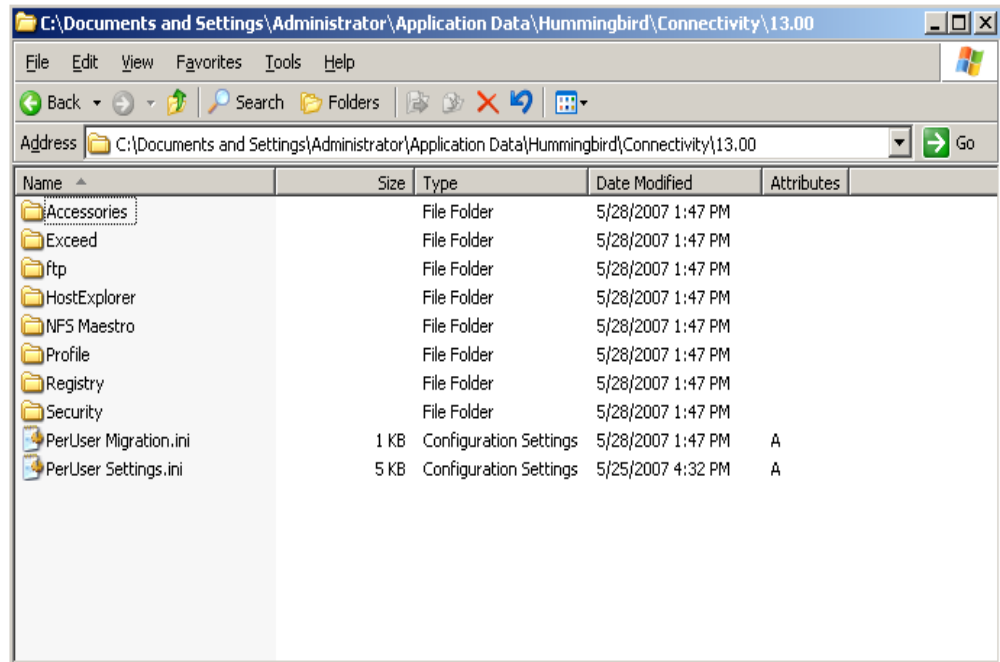 C:\Documents and Settings\Administrator\Application Data\Hummingbird\Connectivity\13.00
File Edit View Favorites Tools Help
Back Search Folders
Address C:\Documents and Settings\Administrator\Application Data\Hummingbird\Connectivity\13.00 Go
Name Size Type Date Modified Attributes
Accessories File Folder 5/28/2007 1:47 PM
Exceed File Folder 5/28/2007 1:47 PM
ftp File Folder 5/28/2007 1:47 PM
HostExplorer File Folder 5/28/2007 1:47 PM
NFS Maestro File Folder 5/28/2007 1:47 PM
Profile File Folder 5/28/2007 1:47 PM
Registry File Folder 5/28/2007 1:47 PM
Security File Folder 5/28/2007 1:47 PM
PerUser Migration.ini 1 KB Configuration Settings 5/28/2007 1:47 PM A
PerUser Settings.ini 5 KB Configuration Settings 5/25/2007 4:32 PM A